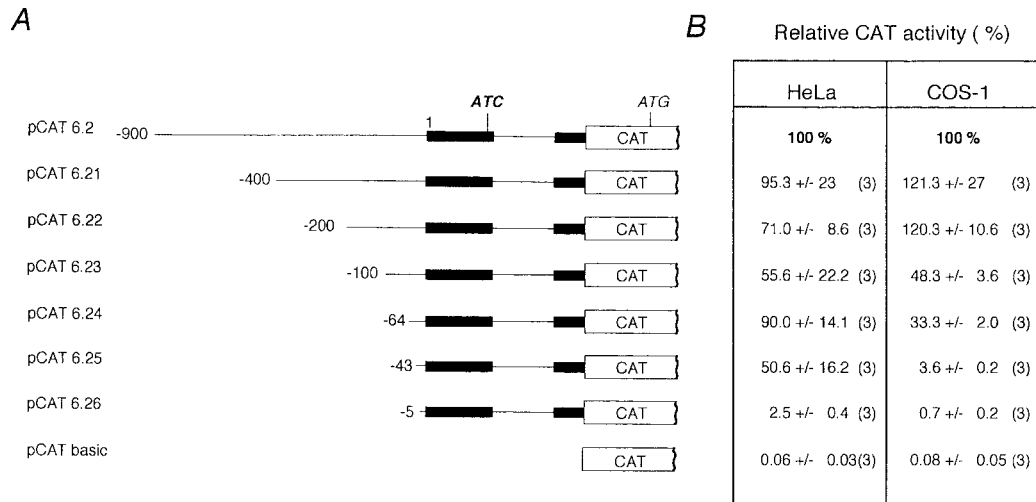 A
B
Relative CAT activity ( %)
HeLa COS-1
ATC ATG
1
pCAT 6.2 -900 CAT 100 % 100 %
pCAT 6.21 -400 CAT 95.3 +/- 23 (3) 121.3 +/- 27 (3)
pCAT 6.22 -200 CAT 71.0 +/- 8.6 (3) 120.3 +/- 10.6 (3)
pCAT 6.23 -100 CAT 55.6 +/- 22.2 (3) 48.3 +/- 3.6 (3)
pCAT 6.24 -64 CAT 90.0 +/- 14.1 (3) 33.3 +/- 2.0 (3)
pCAT 6.25 -43 CAT 50.6 +/- 16.2 (3) 3.6 +/- 0.2 (3)
pCAT 6.26 -5 CAT 2.5 +/- 0.4 (3) 0.7 +/- 0.2 (3)
pCAT basic CAT 0.06 +/- 0.03(3) 0.08 +/- 0.05 (3)